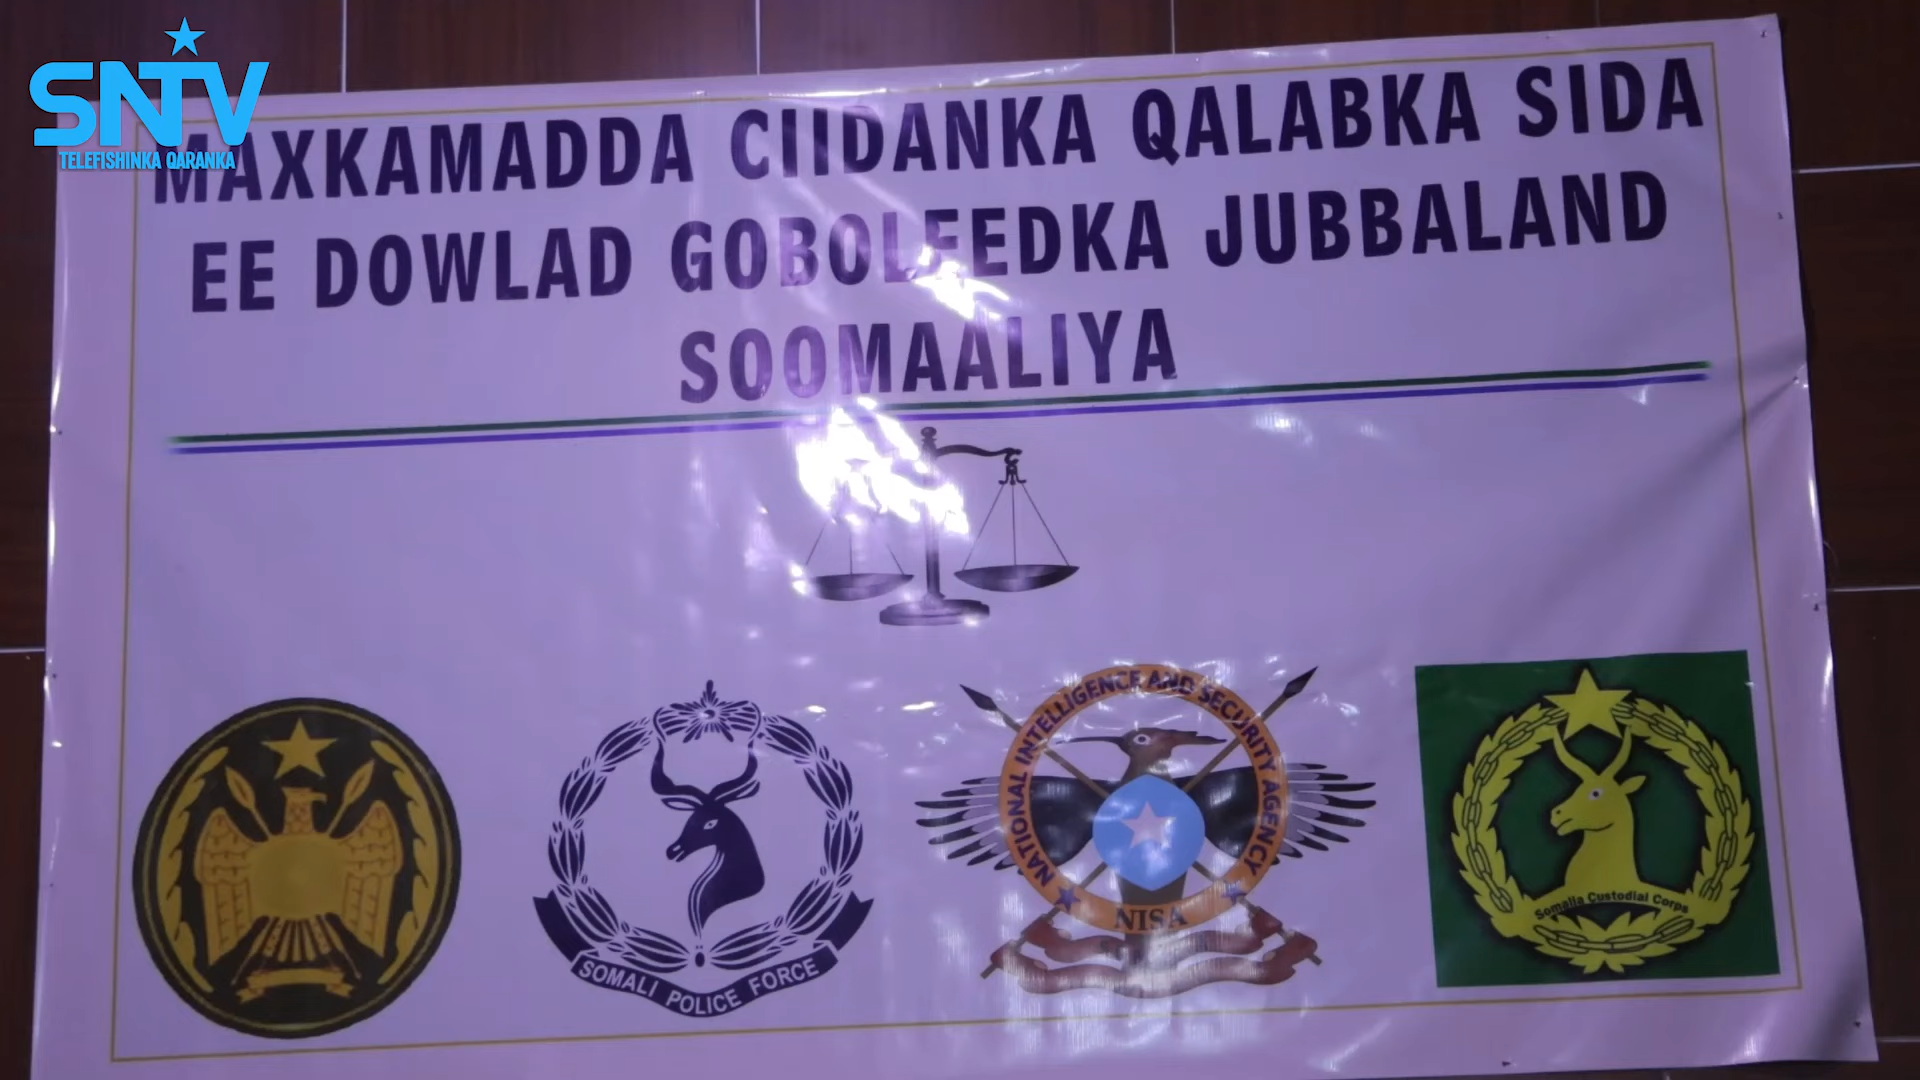 SNTV
TELEFISHINKA QARANKA
MAXKAMADDA CIIDANKA QALABKA SIDA
EE DOWLAD GOBOLEEDKA JUBBALAND
SOOMAALIYA
SOMALI POLICE FORCE
NATIONAL INTELLIGENCE AND SECURITY AGENCY
NISA
Somalia Custodial Corps